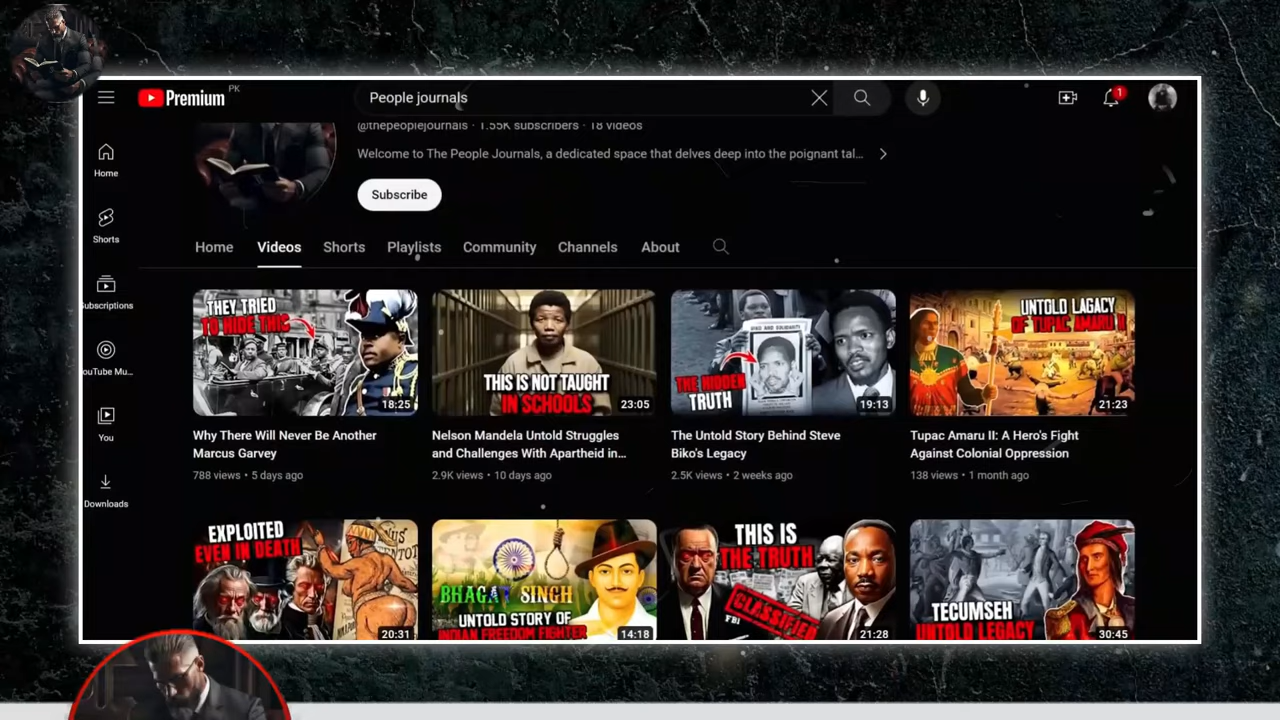 Premium PK
People journals
1
@thepeoplejournals · 1.55K subscribers · 18 videos
Welcome to The People Journals, a dedicated space that delves deep into the poignant tal...
Subscribe
Home
Shorts
Subscriptions
ouTube Mu...
You
Downloads
Home Videos Shorts Playlists Community Channels About
THEY TRIED
TO HIDE THIS
18:25
Why There Will Never Be Another
Marcus Garvey
788 views • 5 days ago
THIS IS NOT TAUGHT
IN SCHOOLS
23:05
Nelson Mandela Untold Struggles
and Challenges With Apartheid in...
2.9K views • 10 days ago
THE HIDDEN
TRUTH
19:13
The Untold Story Behind Steve
Biko's Legacy
2.5K views • 2 weeks ago
UNTOLD LAGACY
OF TUPAC AMARU II
21:23
Tupac Amaru II: A Hero's Fight
Against Colonial Oppression
138 views • 1 month ago
EXPLOITED
EVEN IN DEATH
20:31
BHAGAT SINGH
UNTOLD STORY OF
INDIAN FREEDOM FIGHTER
14:18
THIS IS
THE TRUTH
CLASSIFIED
FBI
21:28
TECUMSEH
UNTOLD LEGACY
30:45